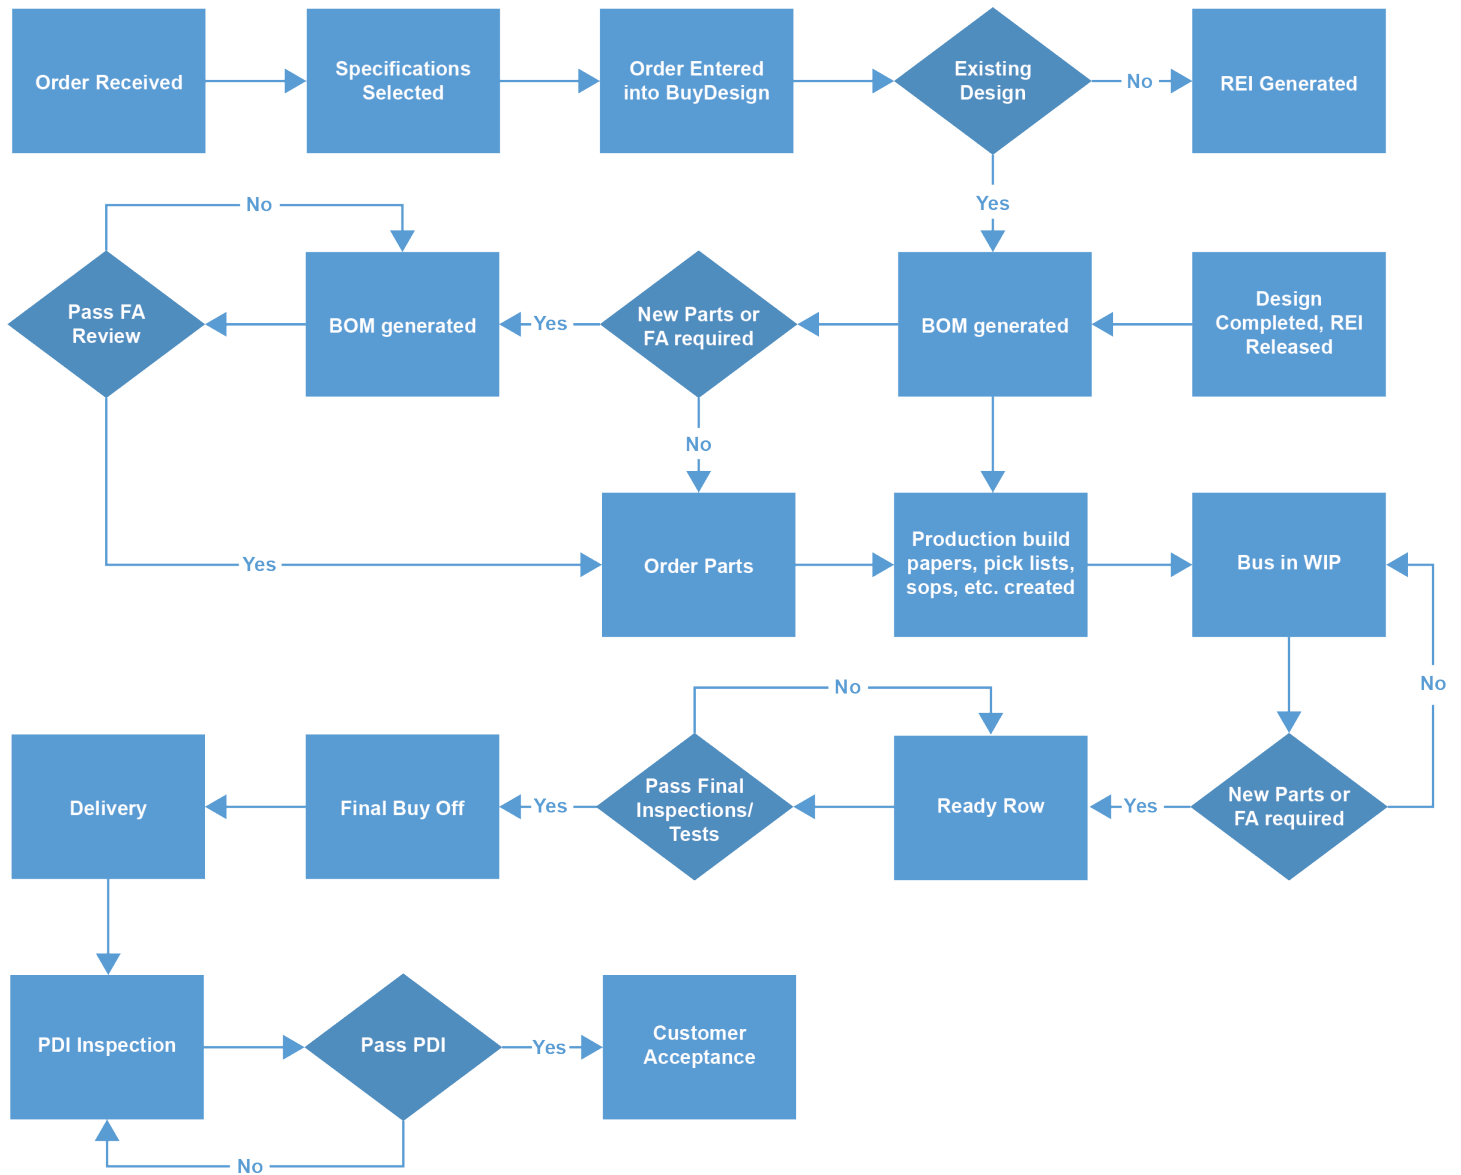 Order Received
Specifications
Selected
Order Entered
into BuyDesign
Existing
Design
No
REI Generated
Yes
No
Pass FA
Review
BOM generated
Yes
New Parts or
FA required
BOM generated
Design
Completed, REI
Released
No
Yes
Order Parts
Production build
papers, pick lists,
sops, etc. created
Bus in WIP
No
No
Delivery
Final Buy Off
Yes
Pass Final
Inspections/
Tests
Ready Row
Yes
New Parts or
FA required
PDI Inspection
Pass PDI
Yes
Customer
Acceptance
No